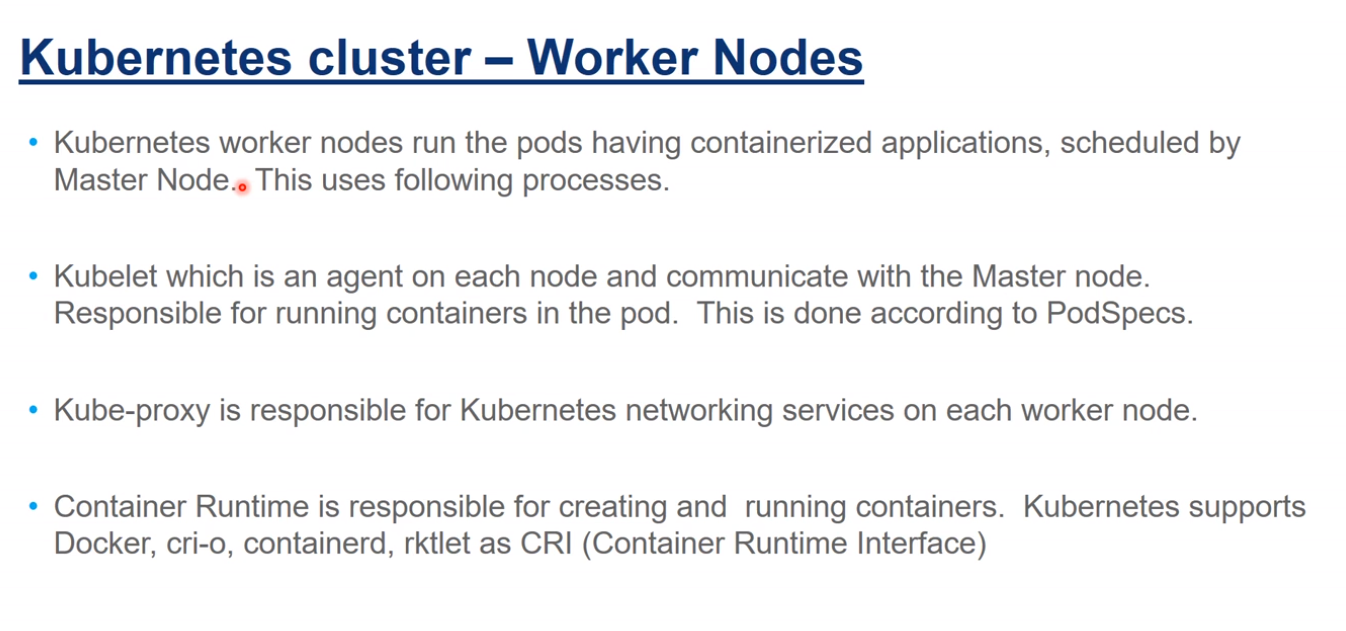 Kubernetes cluster – Worker Nodes
• Kubernetes worker nodes run the pods having containerized applications, scheduled by
Master Node. This uses following processes.
• Kubelet which is an agent on each node and communicate with the Master node.
Responsible for running containers in the pod.  This is done according to PodSpecs.
• Kube-proxy is responsible for Kubernetes networking services on each worker node.
• Container Runtime is responsible for creating and  running containers.  Kubernetes supports
Docker, cri-o, containerd, rktlet as CRI (Container Runtime Interface)